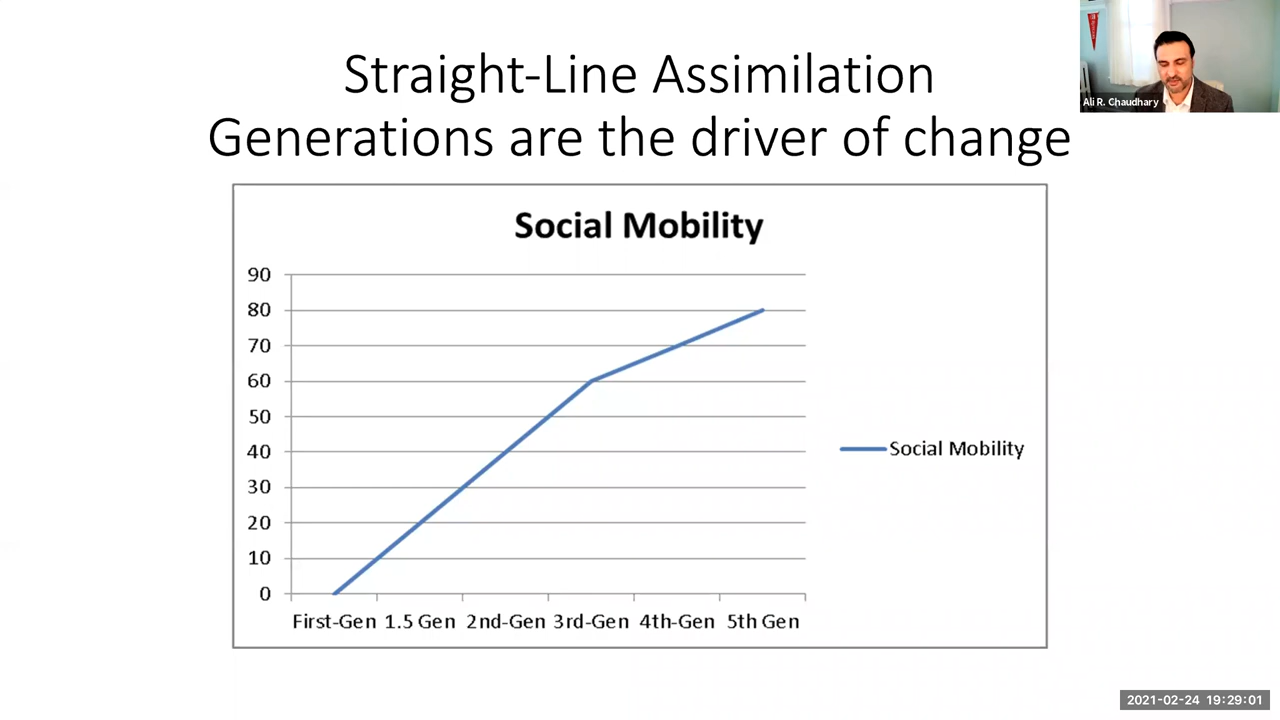 Straight-Line Assimilation
Generations are the driver of change
Ali R. Chaudhary
Social Mobility
90
80
70
60
50
40
30
20
10
0
First-Gen 1.5 Gen 2nd-Gen 3rd-Gen 4th-Gen 5th Gen
Social Mobility
2021-02-24 19:29:01